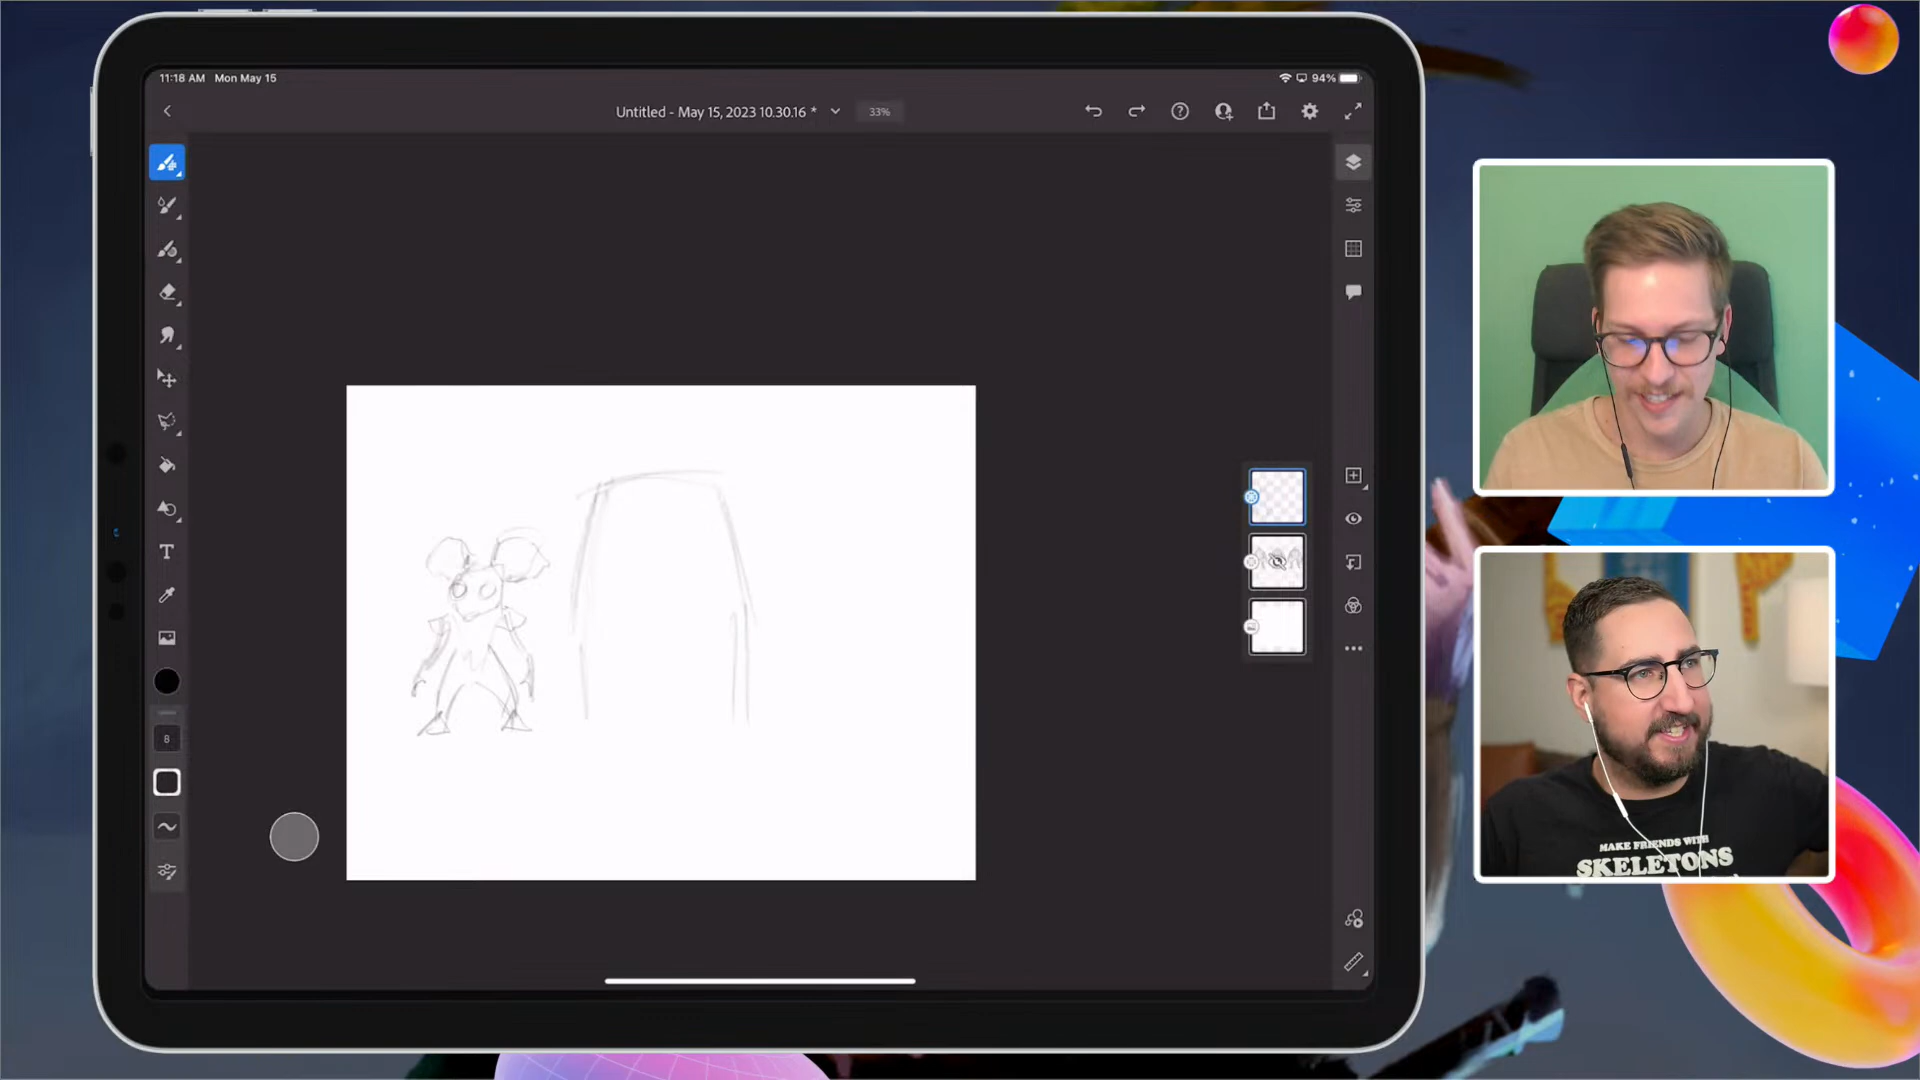 11:18 AM Mon May 15
94%
Untitled - May 15, 2023 10.30.16 *
33%
T
8
MAKE FRIENDS WITH
SKELETONS